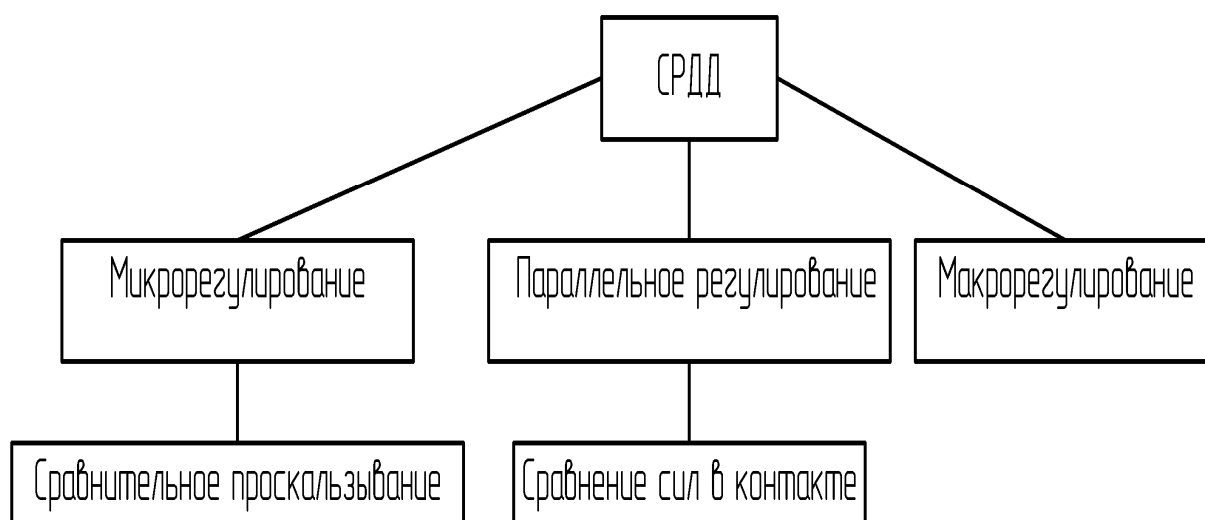 СРДД
Микрорегулирование
Параллельное регулирование
Макрорегулирование
Сравнительное проскальзывание
Сравнение сил в контакте